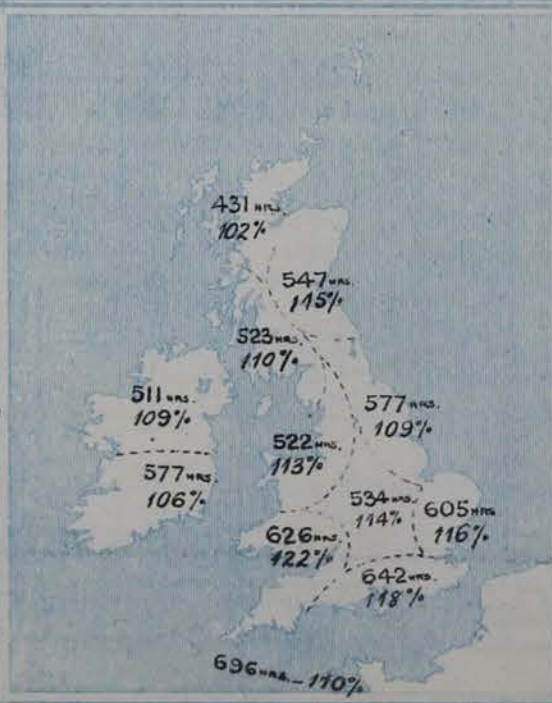 431 HRS.
102%
547 HRS.
115%
523 HRS.
110%
511 HRS.
109%
577 HRS.
109%
522 HRS.
113%
577 HRS.
106%
534 HRS.
114%
605 HRS
116%
626 HRS.
122%
642 HRS.
118%
696 HRS. - 110%